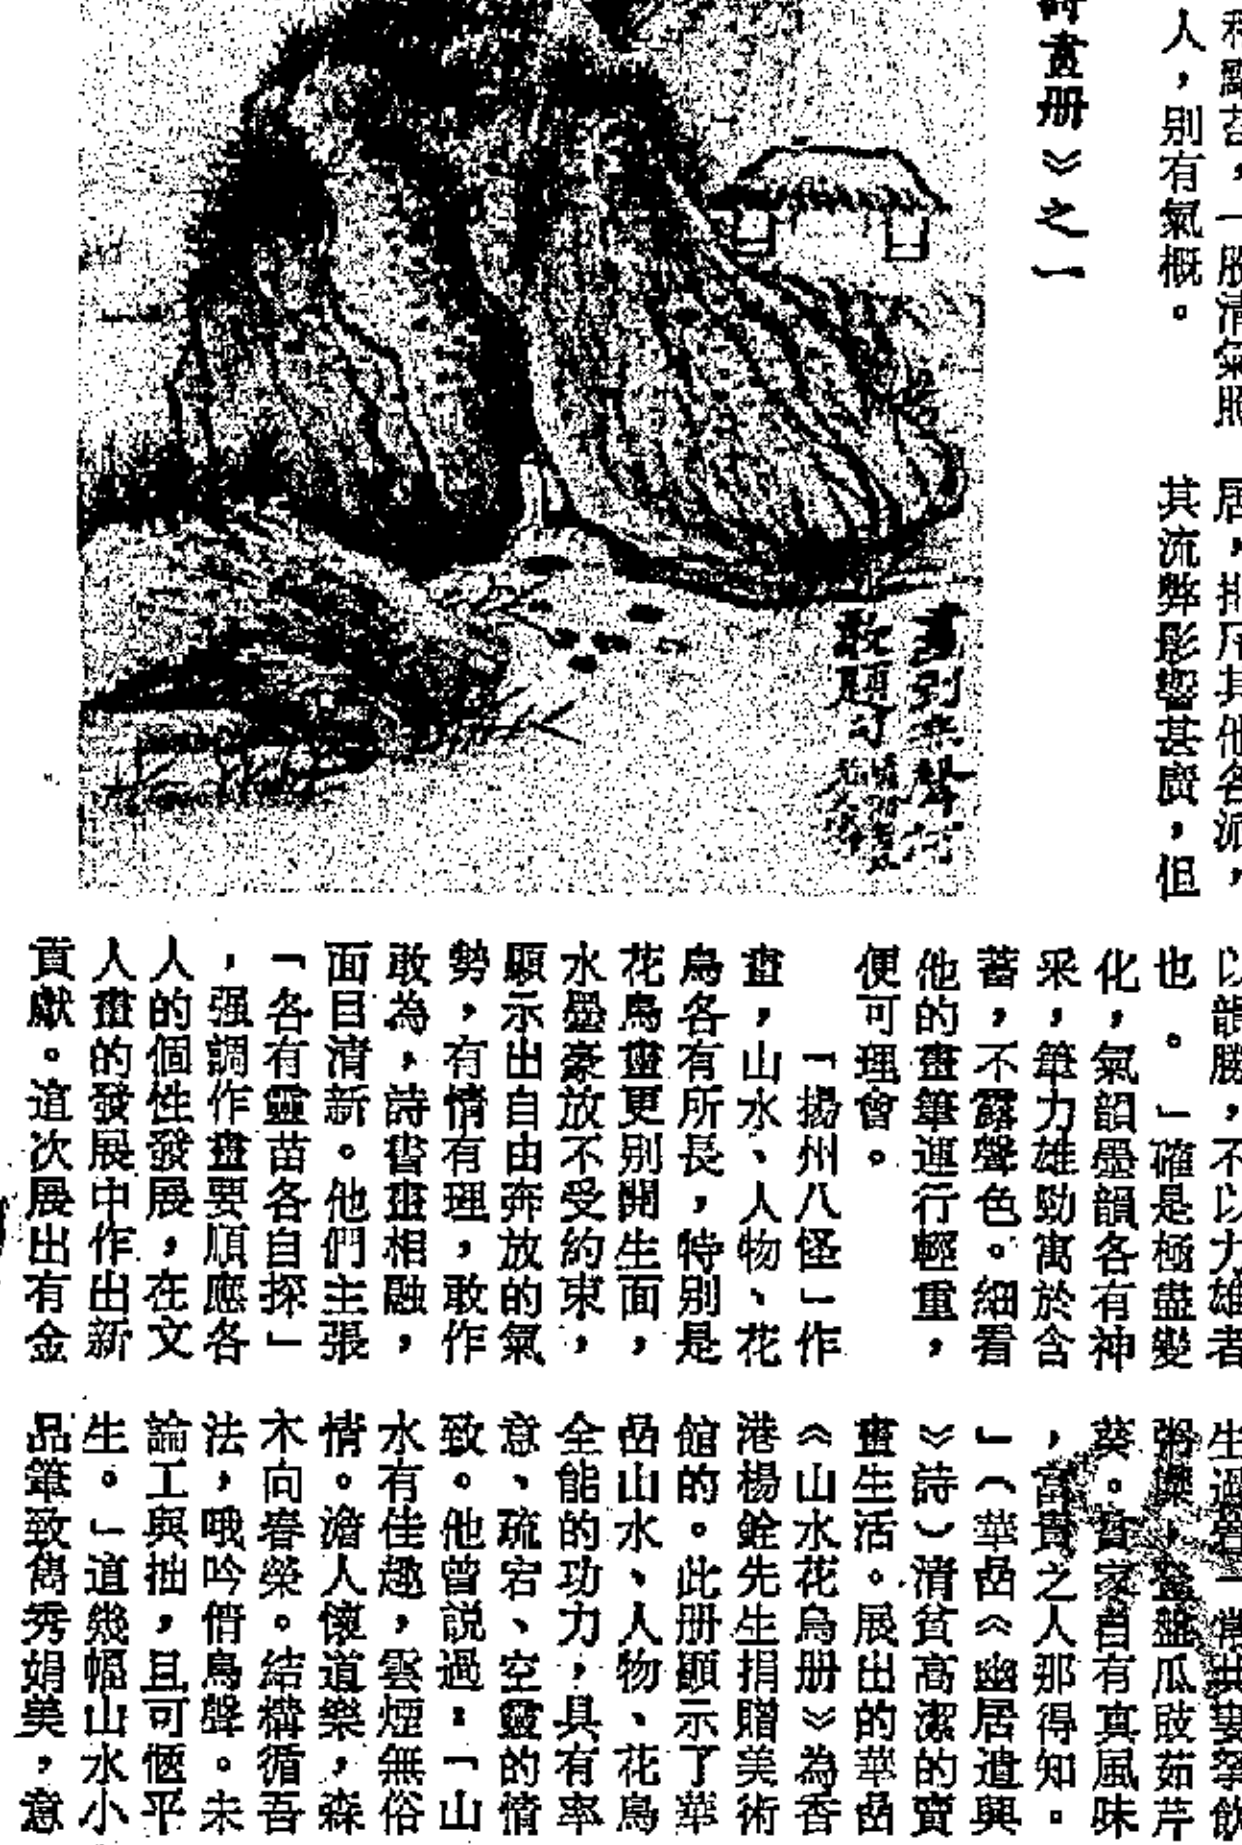 人，別有氣概。
其流弊影響甚廣，但
畫册》之一
以韻勝，不以力雄者
也。」確是極盡變
化，氣韻墨韻各有神
采，筆力雄勁寓於含
蓄，不露聲色。細看
他的畫筆運行輕重，
便可理會。
「揚州八怪」作
畫，山水、人物、花
鳥各有所長，特別是
花鳥畫更別開生面，
水墨豪放不受約束，
顯示出自由奔放的氣
勢，有情有理，敢作
敢為，詩書畫相融，
面目清新。他們主張
「各有靈苗各自探」
，强調作畫要順應各
人的個性發展，在文
人畫的發展中作出新
貢獻。這次展出有金
葵。貧家自有真風味
，富貴之人那得知。
」（華嵒《幽居遣興
》詩）清貧高潔的賣
畫生活。展出的華嵒
《山水花鳥册》為香
港楊銓先生捐贈美術
館的。此册顯示了華
嵒山水、人物、花鳥
全能的功力，具有率
意、疏宕、空靈的情
致。他曾説過：「山
水有佳趣，雲煙無俗
情。澹人懷道樂，森
木向春榮。結構循吾
法，哦吟借鳥聲。未
論工與拙，且可愜平
生。」這幾幅山水小
品筆致雋秀娟美，意